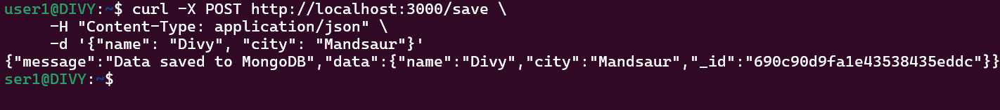 user1@DIVY:~$ curl -X POST http://localhost:3000/save \
     -H "Content-Type: application/json" \
     -d '{"name": "Divy", "city": "Mandsaur"}'
{"message":"Data saved to MongoDB","data":{"name":"Divy","city":"Mandsaur","_id":"690c90d9fa1e43538435eddc"}}
ser1@DIVY:~$